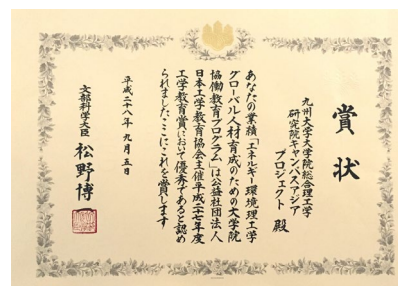 賞状
九州大学大学院総合理工学
研究院キャンパスアジア
プロジェクト 殿
あなたの業績「エネルギー環境理工学
グローバル人材育成のための大学院
協働教育プログラム」は公益社団法人
日本工学教育協会主催平成二十七年度
工学教育賞において優秀であると認め
られました ここにこれを賞します
平成二十八年九月五日
文部科学大臣 松野博